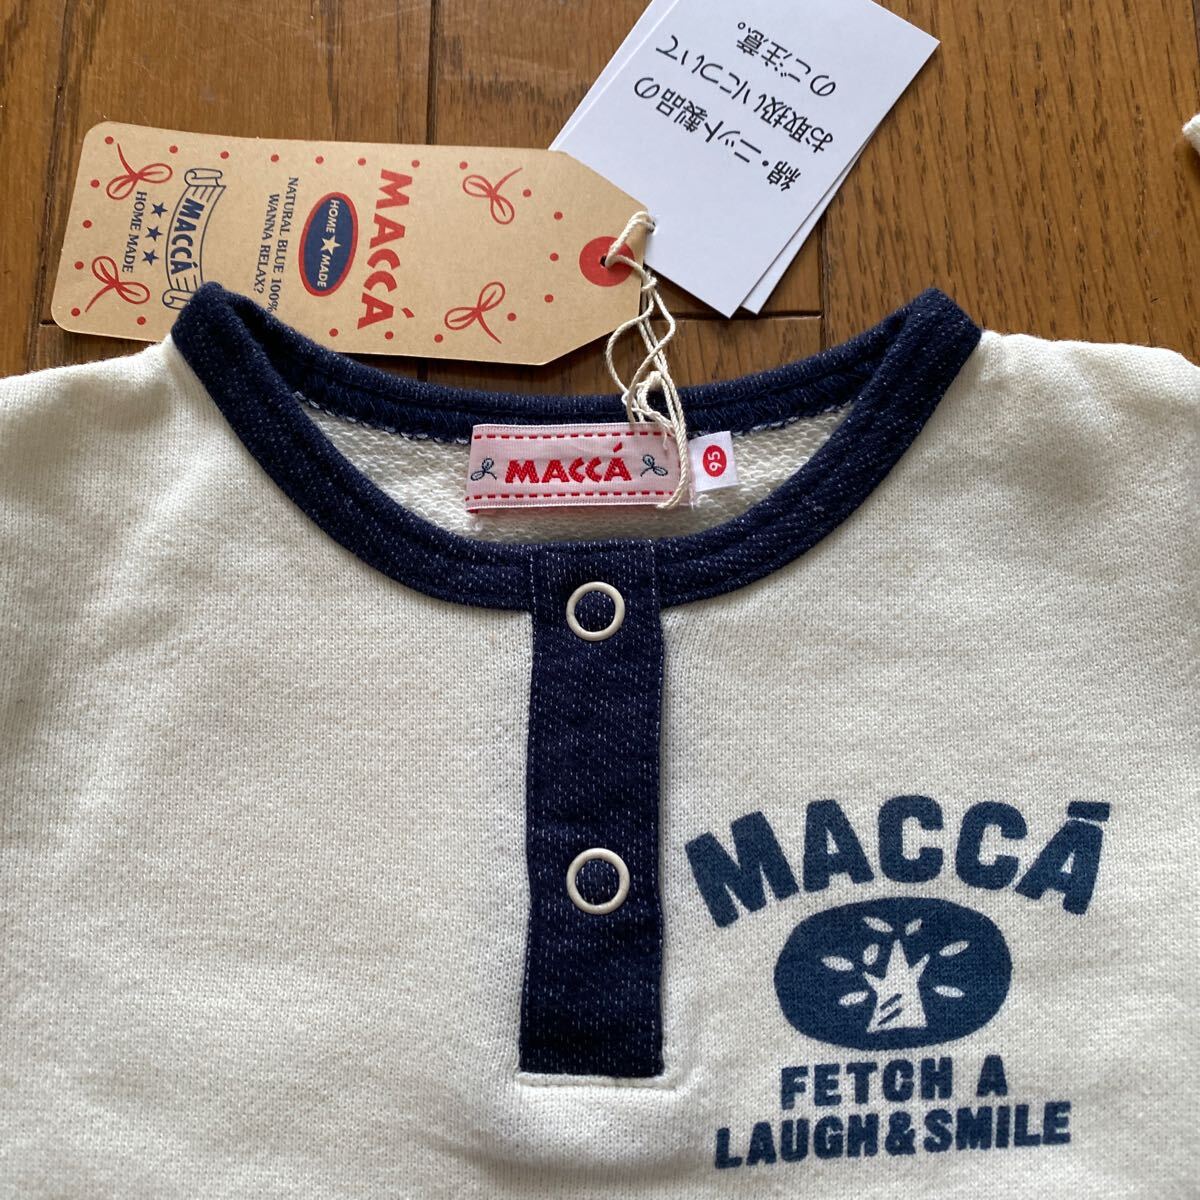 綿・ニット製品の
お取扱いについて
のご注意。
MACCÁ
HOME ★ MADE
NATURAL BLUE 100%
WANNA RELAX?
MACCÁ
★★★
HOME MADE
MACCÁ
95
MACCÁ
FETCH A
LAUGH&SMILE